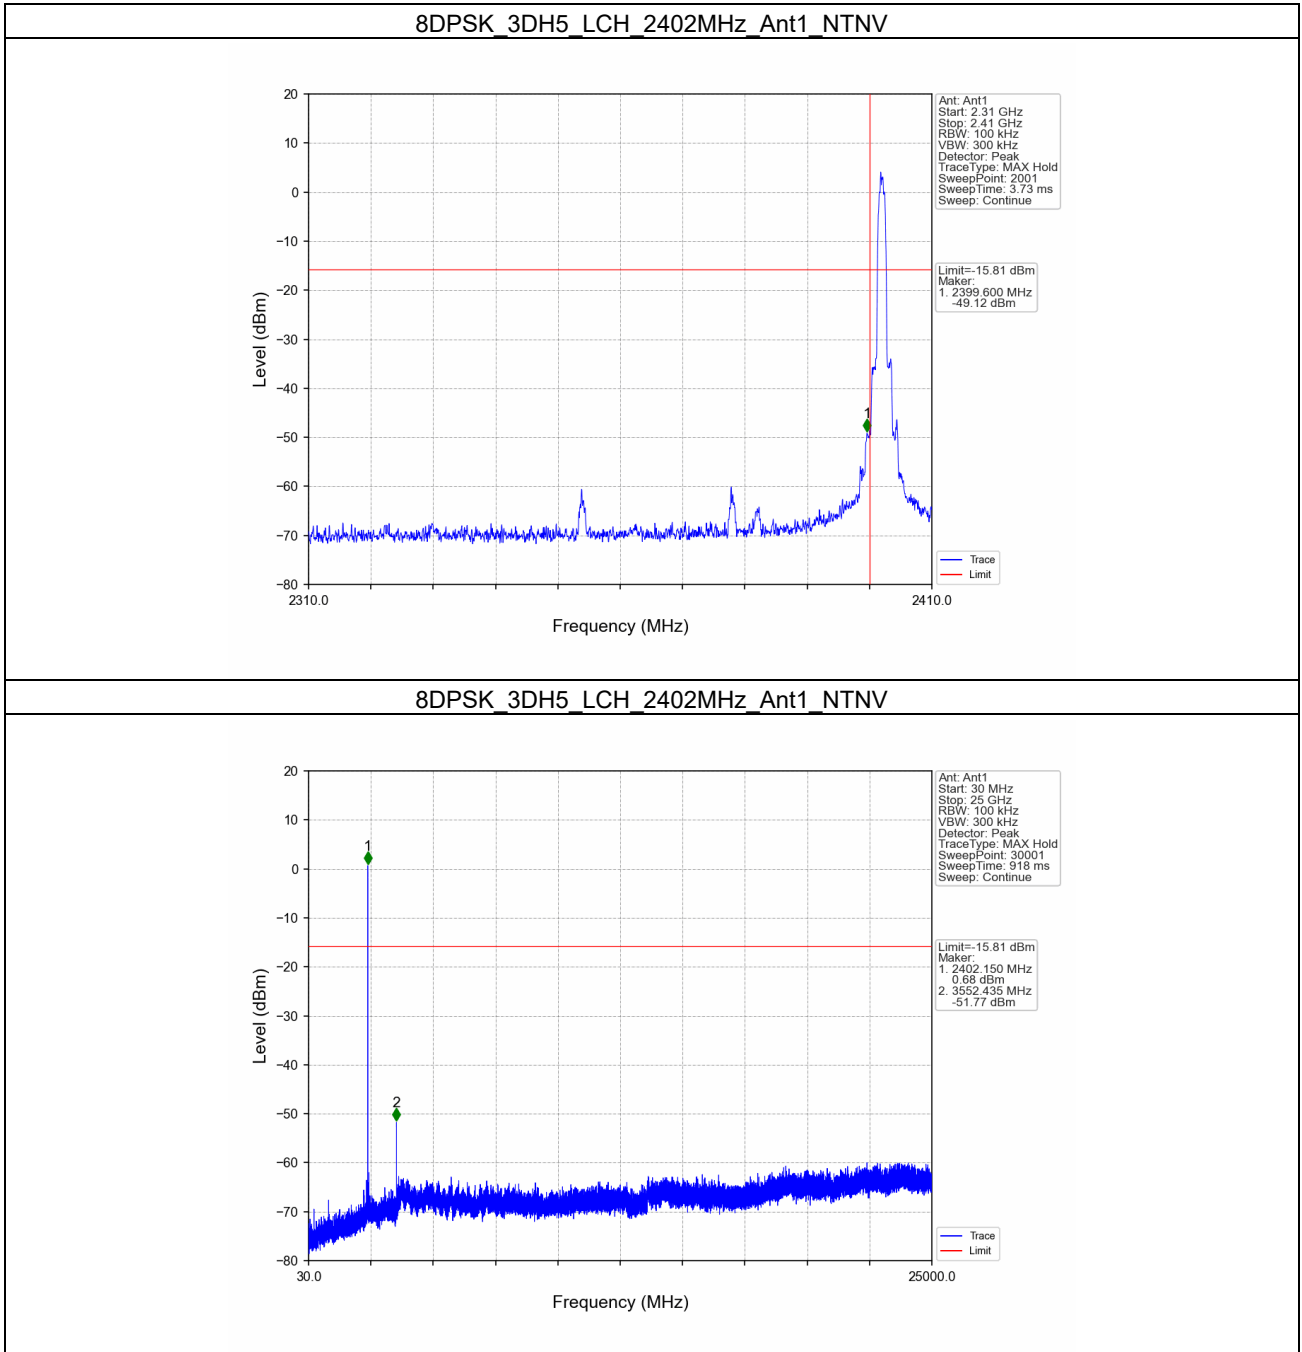 8DPSK_3DH5_LCH_2402MHz_Ant1_NTNV
20
10
0
−10
−20
−30
−40
−50
−60
−70
−80
Level (dBm)
2310.0
2410.0
Frequency (MHz)
1
Ant: Ant1
Start: 2.31 GHz
Stop: 2.41 GHz
RBW: 100 kHz
VBW: 300 kHz
Detector: Peak
TraceType: MAX Hold
SweepPoint: 2001
SweepTime: 3.73 ms
Sweep: Continue
Limit=-15.81 dBm
Maker:
1. 2399.600 MHz
-49.12 dBm
Trace
Limit
8DPSK_3DH5_LCH_2402MHz_Ant1_NTNV
20
10
0
−10
−20
−30
−40
−50
−60
−70
−80
Level (dBm)
30.0
25000.0
Frequency (MHz)
1
2
Ant: Ant1
Start: 30 MHz
Stop: 25 GHz
RBW: 100 kHz
VBW: 300 kHz
Detector: Peak
TraceType: MAX Hold
SweepPoint: 30001
SweepTime: 918 ms
Sweep: Continue
Limit=-15.81 dBm
Maker:
1. 2402.150 MHz
0.68 dBm
2. 3552.435 MHz
-51.77 dBm
Trace
Limit